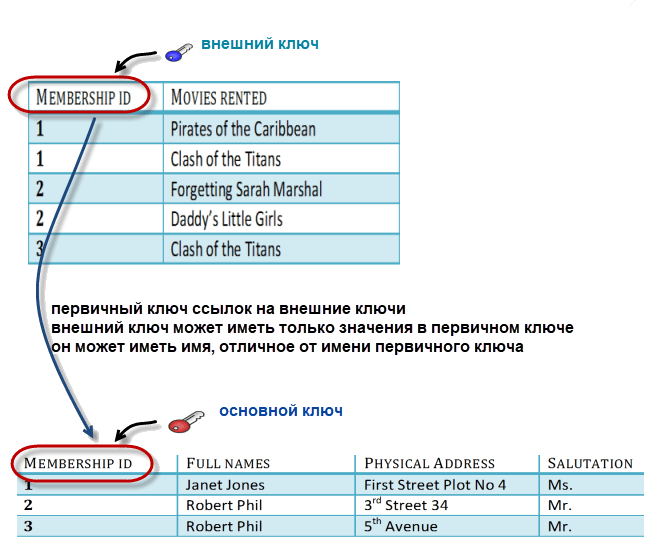 внешний ключ
MEMBERSHIP ID MOVIES RENTED
1 Pirates of the Caribbean
1 Clash of the Titans
2 Forgetting Sarah Marshal
2 Daddy's Little Girls
3 Clash of the Titans
первичный ключ ссылок на внешние ключи
внешний ключ может иметь только значения в первичном ключе
он может иметь имя, отличное от имени первичного ключа
основной ключ
MEMBERSHIP ID FULL NAMES PHYSICAL ADDRESS SALUTATION
1 Janet Jones First Street Plot No 4 Ms.
2 Robert Phil 3rd Street 34 Mr.
3 Robert Phil 5th Avenue Mr.